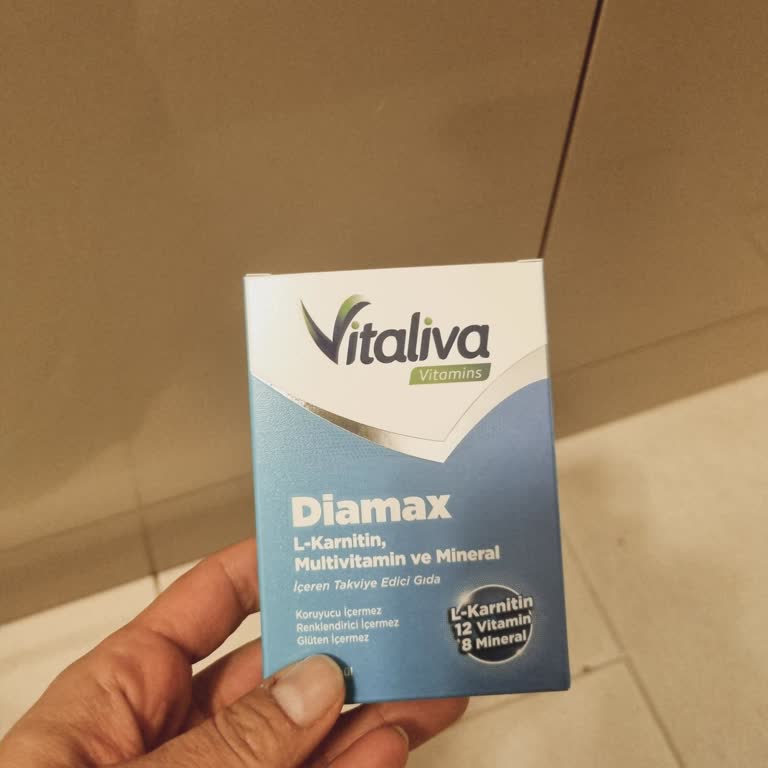 Vitaliva
Vitamins
Diamax
L-Karnitin,
Multivitamin ve Mineral
İçeren Takviye Edici Gıda
Koruyucu İçermez
Renklendirici İçermez
Glüten İçermez
L-Karnitin
12 Vitamin
8 Mineral